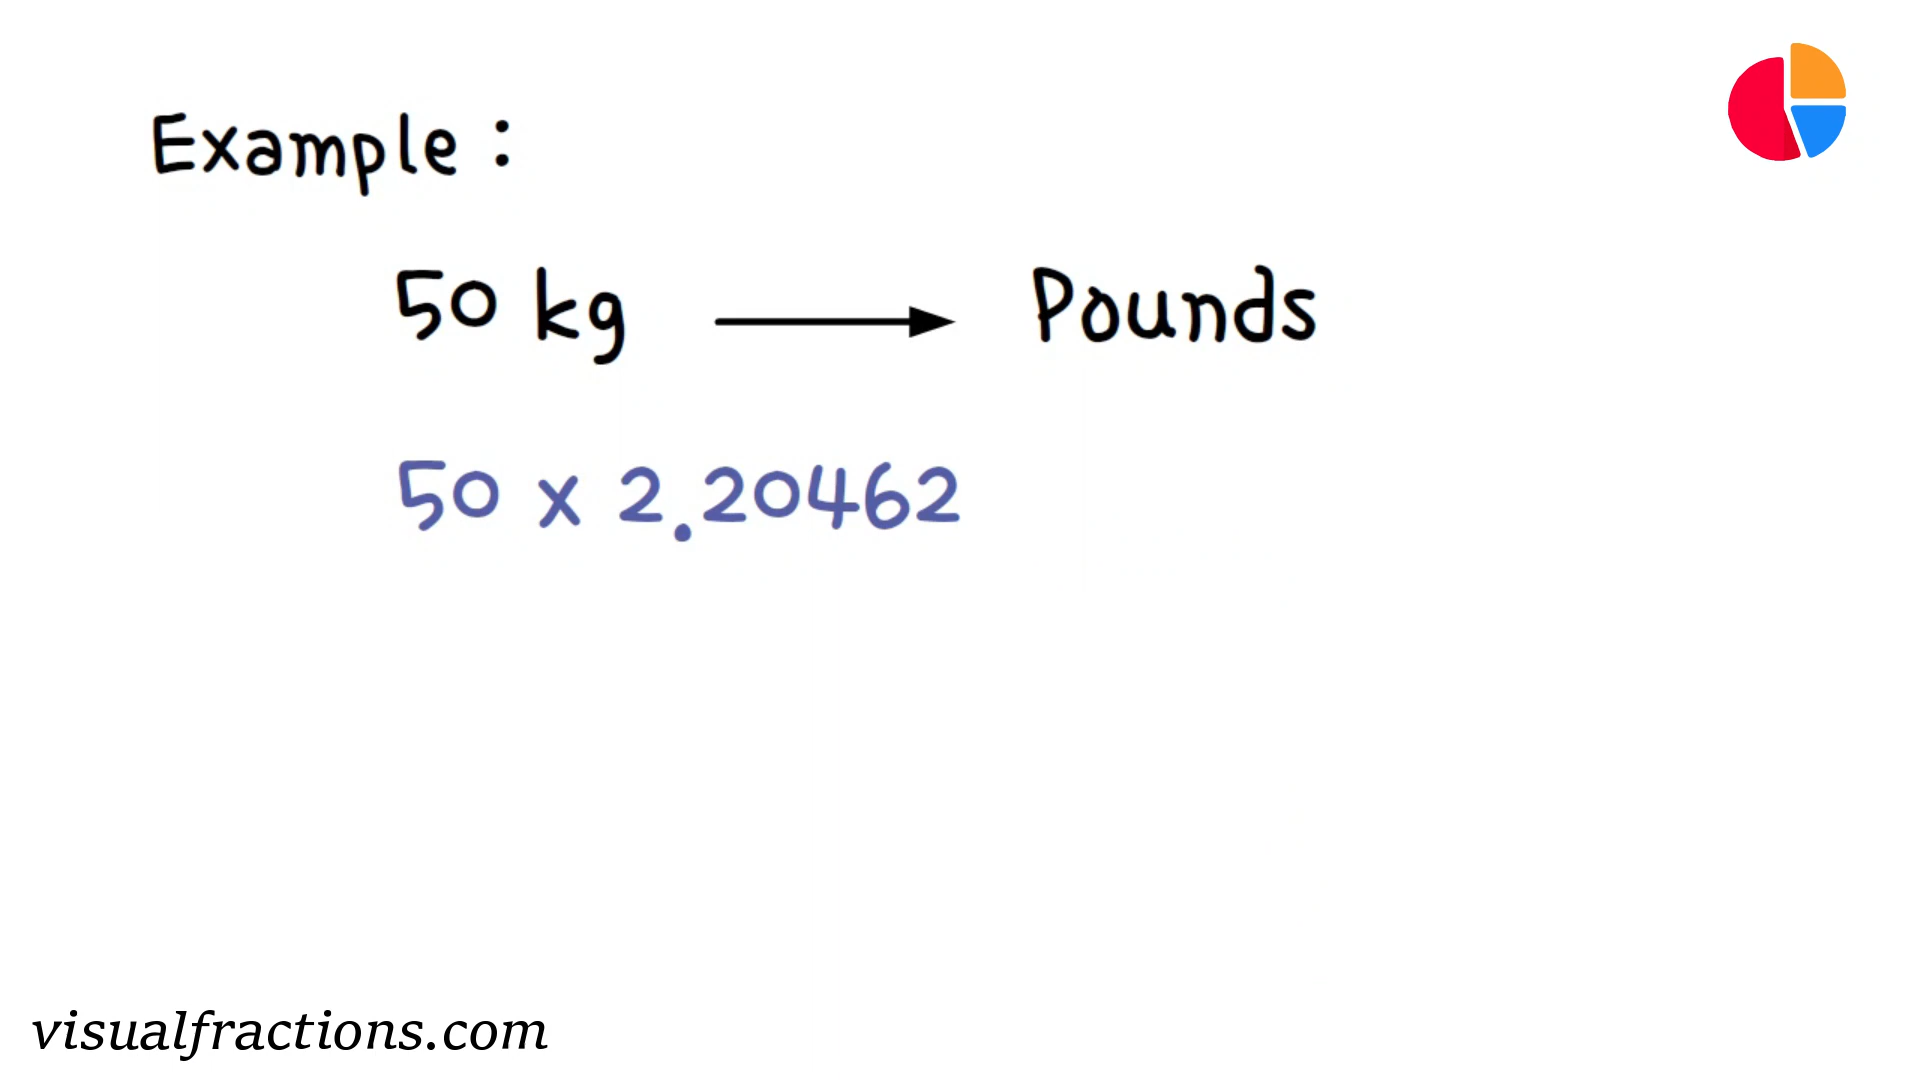 Example :
50 kg → Pounds
50 x 2.20462
visualfractions.com